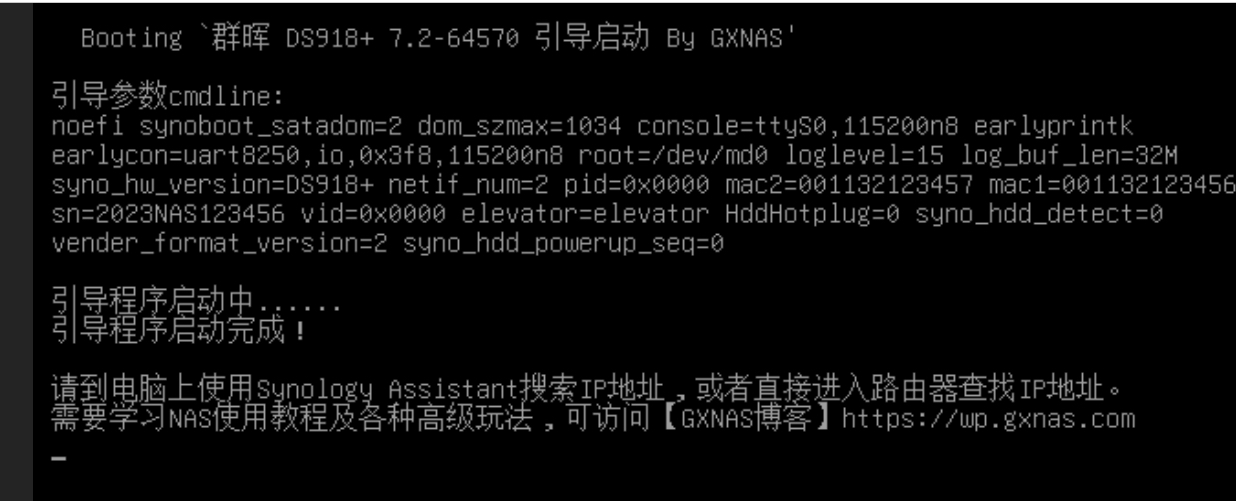 Booting `群晖 DS918+ 7.2-64570 引导启动 By GXNAS'
引导参数cmdline:
noefi synoboot_satadom=2 dom_szmax=1034 console=ttyS0,115200n8 earlyprintk
earlycon=uart8250,io,0x3f8,115200n8 root=/dev/md0 loglevel=15 log_buf_len=32M
syno_hw_version=DS918+ netif_num=2 pid=0x0000 mac2=001132123457 mac1=001132123456
sn=2023NAS123456 vid=0x0000 elevator=elevator HddHotplug=0 syno_hdd_detect=0
vender_format_version=2 syno_hdd_powerup_seq=0
引导程序启动中......
引导程序启动完成！
请到电脑上使用Synology Assistant搜索IP地址，或者直接进入路由器查找IP地址。
需要学习NAS使用教程及各种高级玩法，可访问【GXNAS博客】https://wp.gxnas.com